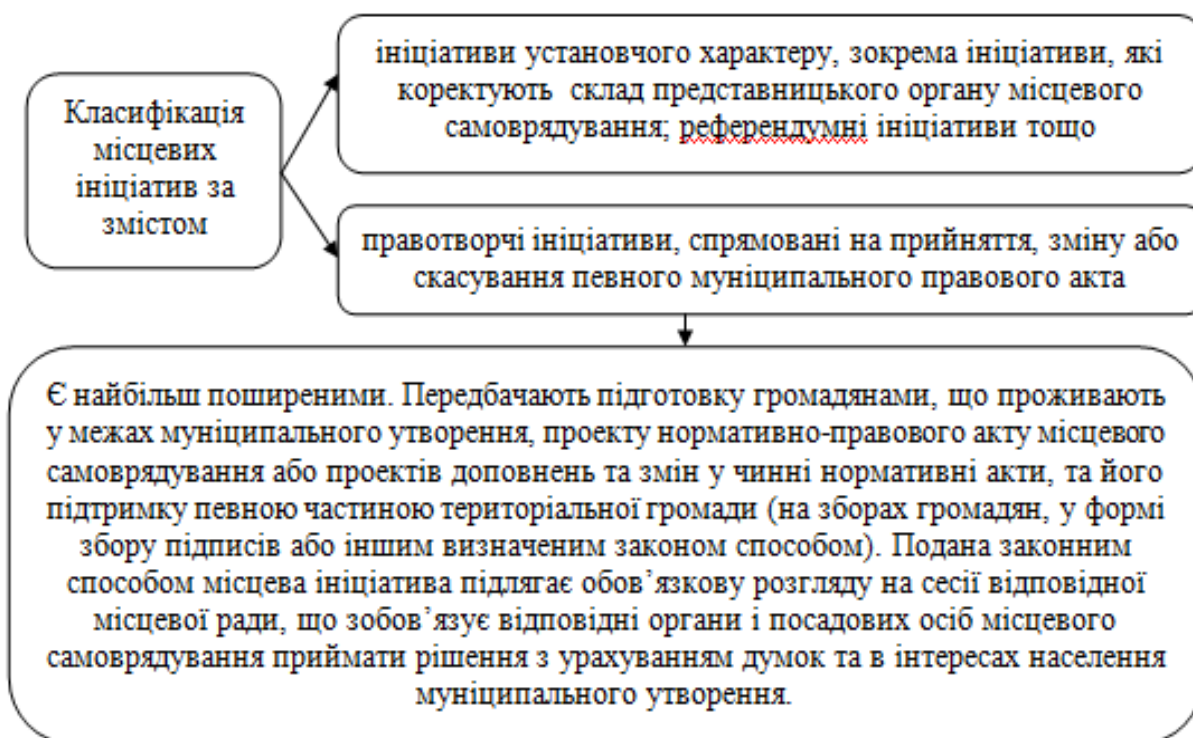 Класифікація
місцевих
ініціатив за
змістом
ініціативи установчого характеру, зокрема ініціативи, які
коректують склад представницького органу місцевого
самоврядування; референдумні ініціативи тощо
правотворчі ініціативи, спрямовані на прийняття, зміну або
скасування певного муніципального правового акта
Є найбільш поширеними. Передбачають підготовку громадянами, що проживають
у межах муніципального утворення, проекту нормативно-правового акту місцевого
самоврядування або проектів доповнень та змін у чинні нормативні акти, та його
підтримку певною частиною територіальної громади (на зборах громадян, у формі
збору підписів або іншим визначеним законом способом). Подана законним
способом місцева ініціатива підлягає обов’язкову розгляду на сесії відповідної
місцевої ради, що зобов’язує відповідні органи і посадових осіб місцевого
самоврядування приймати рішення з урахуванням думок та в інтересах населення
муніципального утворення.